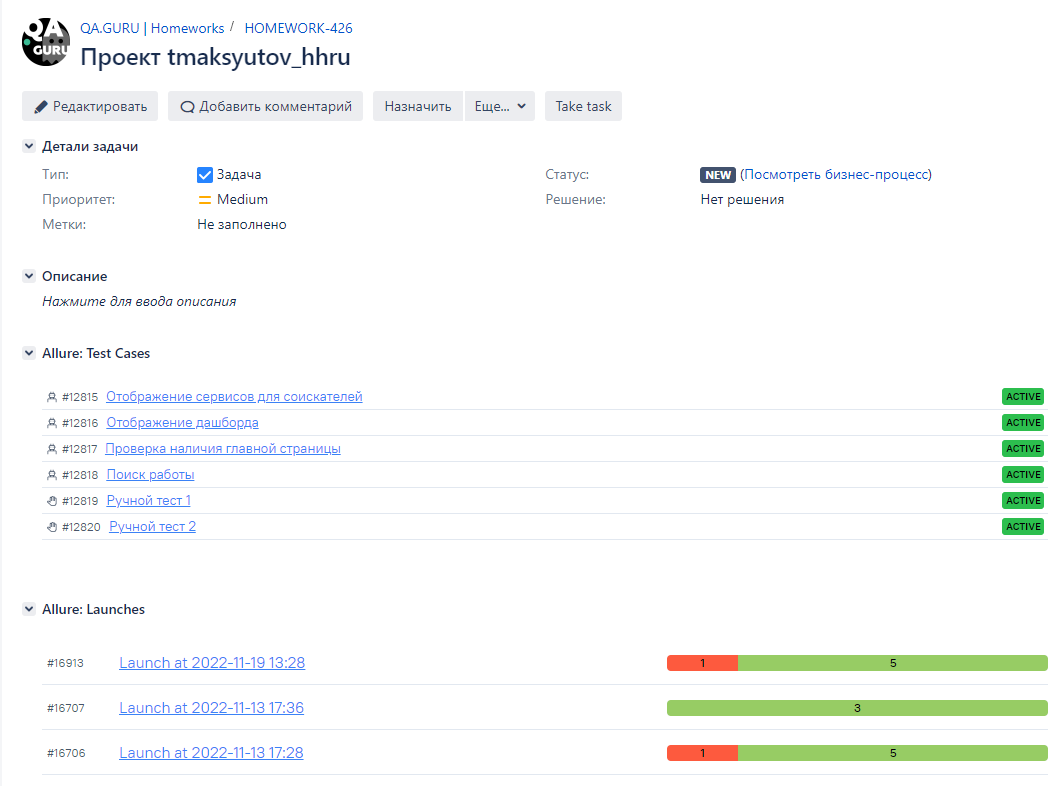 QA GURU
QA.GURU | Homeworks / HOMEWORK-426
Проект tmaksyutov_hhru
Редактировать Добавить комментарий Назначить Еще... Take task
Детали задачи
Тип: Задача Статус: NEW (Посмотреть бизнес-процесс)
Приоритет: Medium Решение: Нет решения
Метки: Не заполнено
Описание
Нажмите для ввода описания
Allure: Test Cases
#12815 Отображение сервисов для соискателей ACTIVE
#12816 Отображение дашборда ACTIVE
#12817 Проверка наличия главной страницы ACTIVE
#12818 Поиск работы ACTIVE
#12819 Ручной тест 1 ACTIVE
#12820 Ручной тест 2 ACTIVE
Allure: Launches
#16913 Launch at 2022-11-19 13:28 1 5
#16707 Launch at 2022-11-13 17:36 3
#16706 Launch at 2022-11-13 17:28 1 5